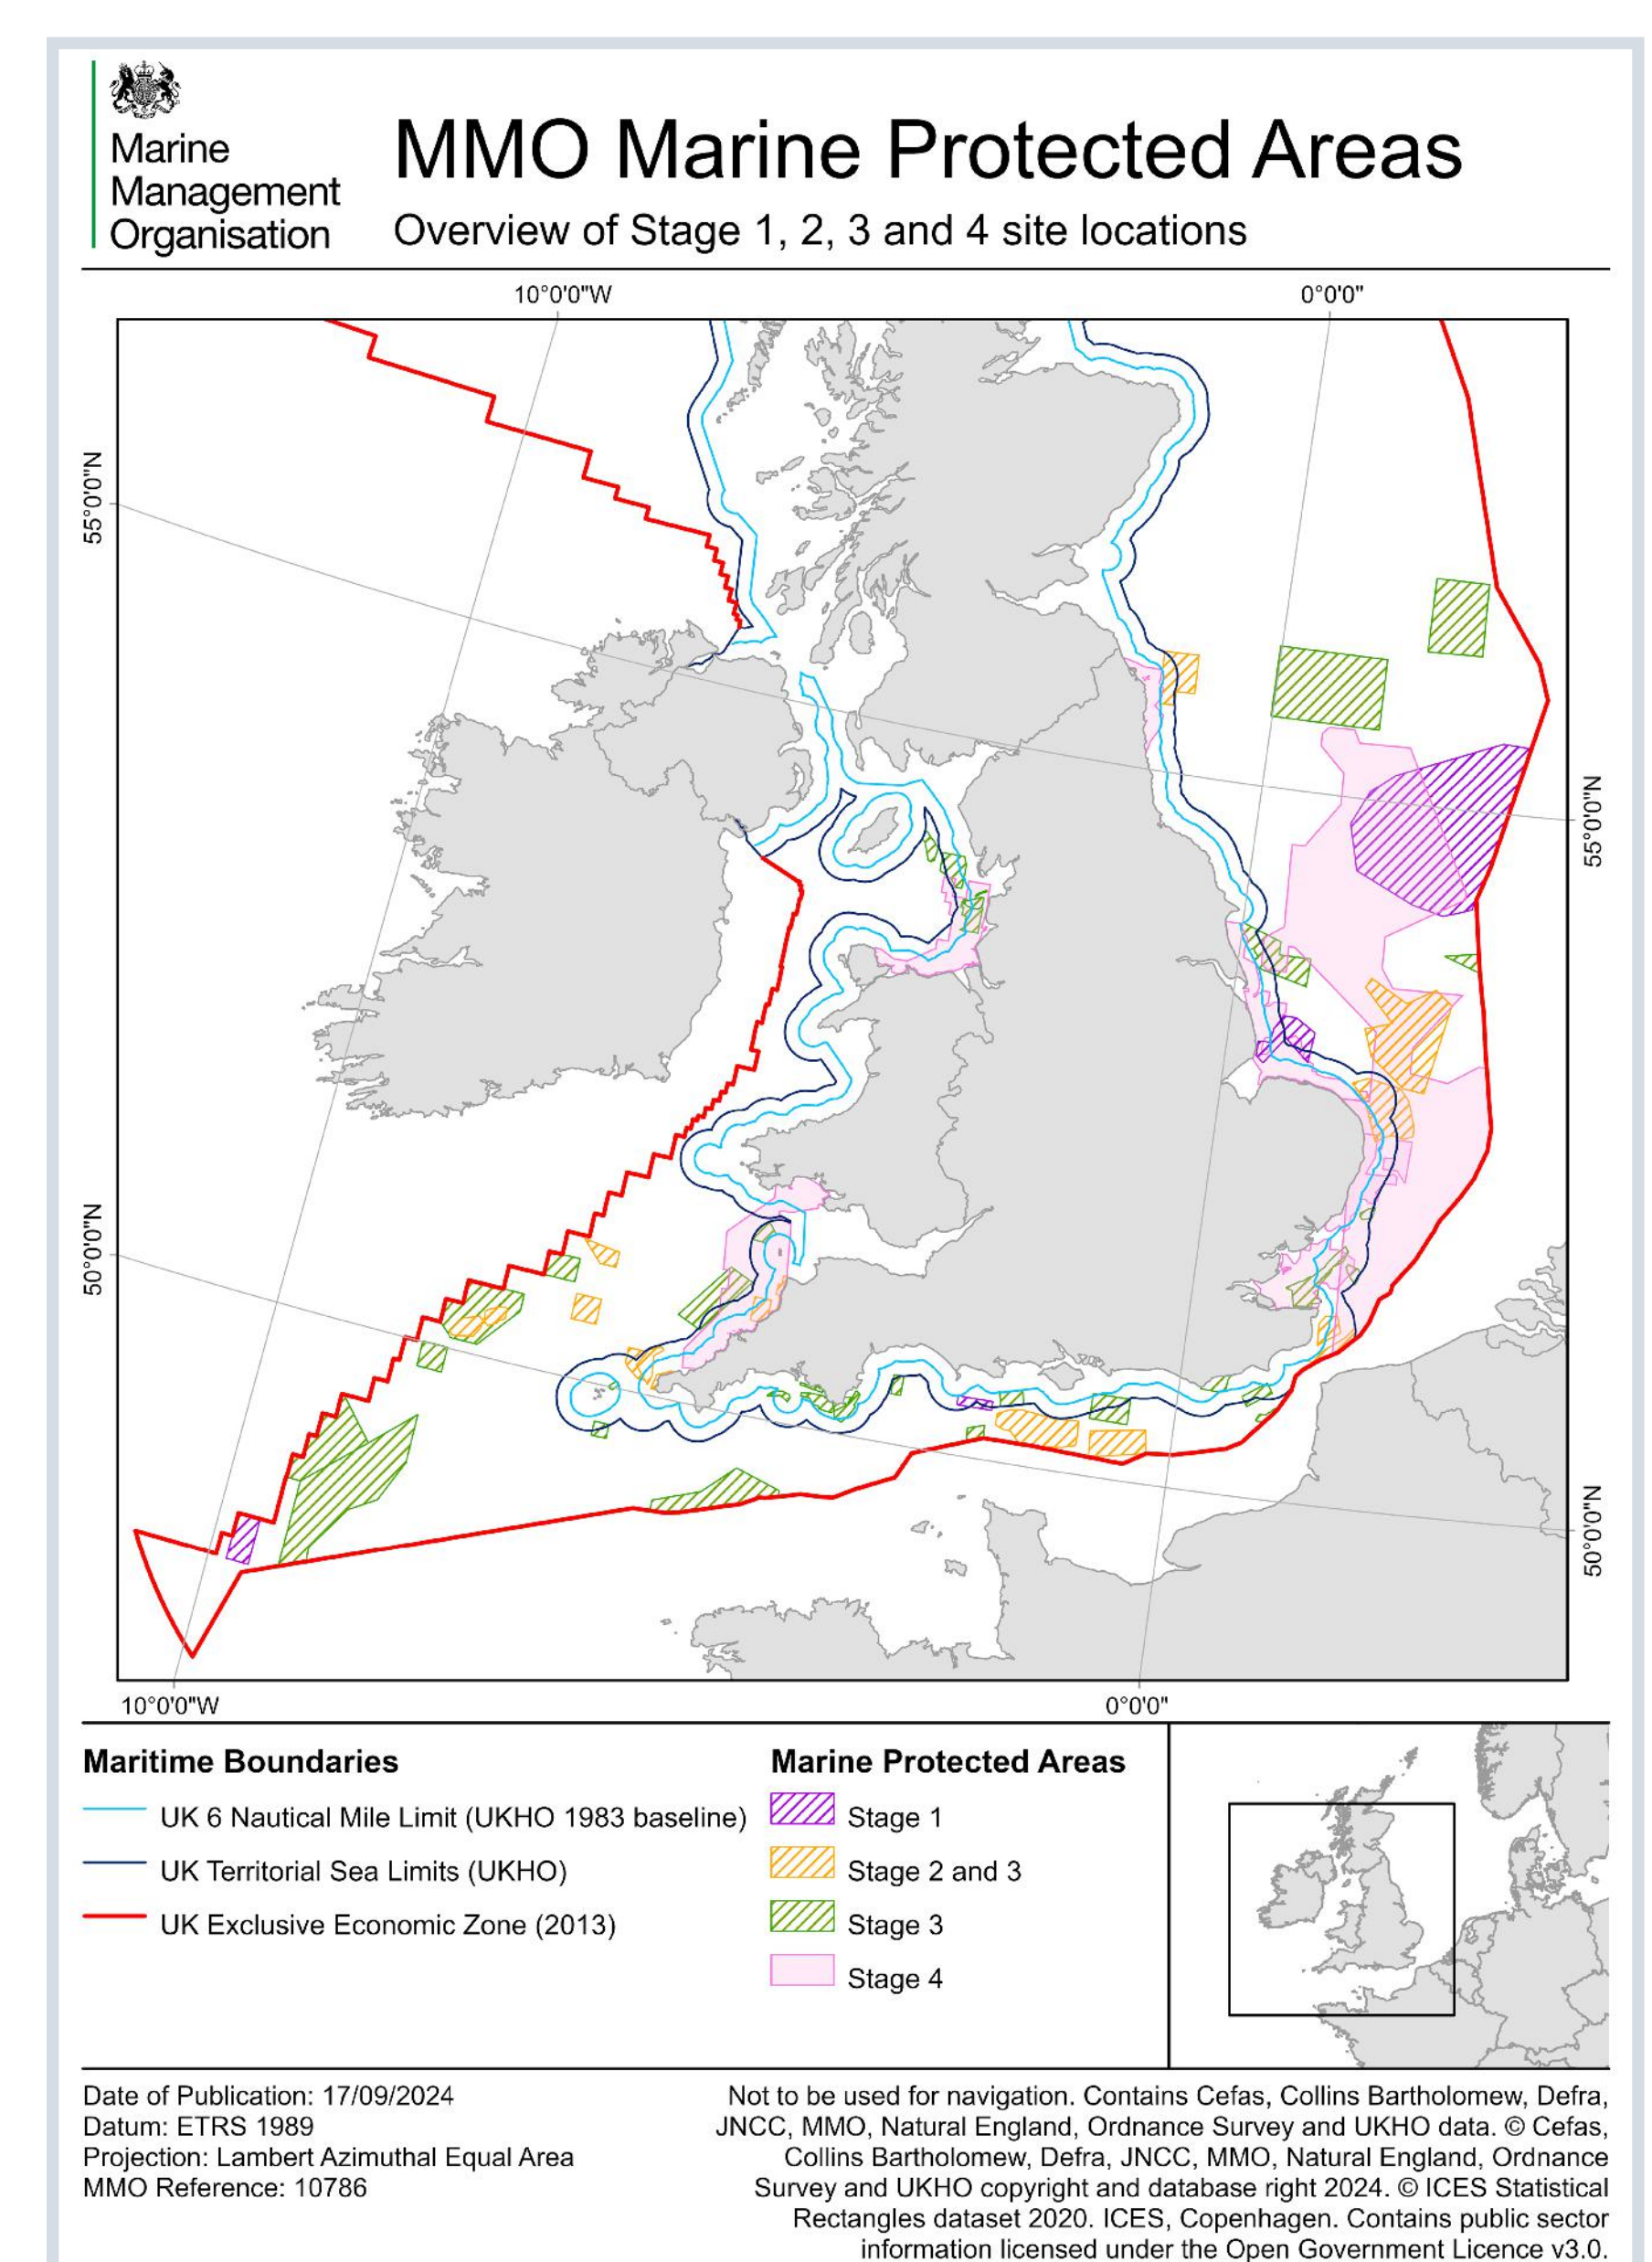 Marine
Management
Organisation
MMO Marine Protected Areas
Overview of Stage 1, 2, 3 and 4 site locations
10°0'0"W
0°0'0"
55°0'0"N
55°0'0"N
50°0'0"N
50°0'0"N
10°0'0"W
0°0'0"
Maritime Boundaries
UK 6 Nautical Mile Limit (UKHO 1983 baseline)
UK Territorial Sea Limits (UKHO)
UK Exclusive Economic Zone (2013)
Marine Protected Areas
Stage 1
Stage 2 and 3
Stage 3
Stage 4
Date of Publication: 17/09/2024
Datum: ETRS 1989
Projection: Lambert Azimuthal Equal Area
MMO Reference: 10786
Not to be used for navigation. Contains Cefas, Collins Bartholomew, Defra,
JNCC, MMO, Natural England, Ordnance Survey and UKHO data. © Cefas,
Collins Bartholomew, Defra, JNCC, MMO, Natural England, Ordnance
Survey and UKHO copyright and database right 2024. © ICES Statistical
Rectangles dataset 2020. ICES, Copenhagen. Contains public sector
information licensed under the Open Government Licence v3.0.